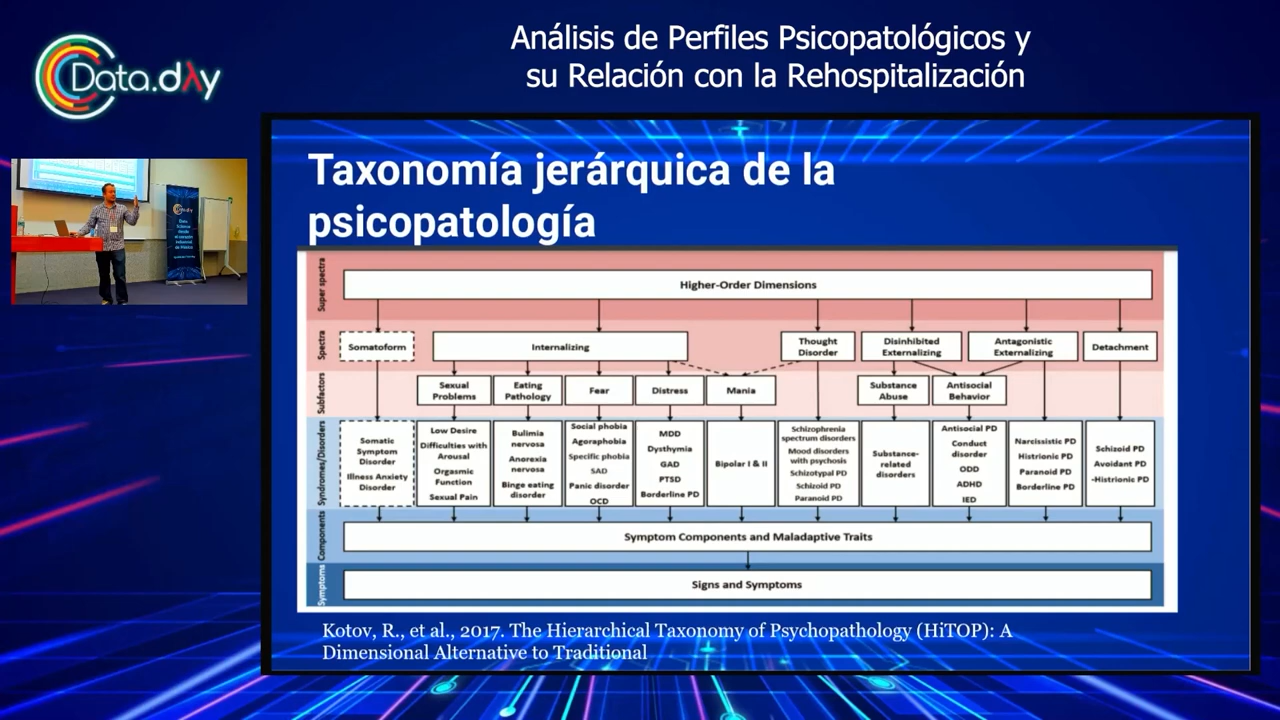 Análisis de Perfiles Psicopatológicos y
su Relación con la Rehospitalización
Data.dλy
Taxonomía jerárquica de la
psicopatología
Super spectra
Higher-Order Dimensions
Spectra
Somatoform
Internalizing
Thought
Disorder
Disinhibited
Externalizing
Antagonistic
Externalizing
Detachment
Subfactors
Sexual
Problems
Eating
Pathology
Fear
Distress
Mania
Substance
Abuse
Antisocial
Behavior
Syndromes/Disorders
Somatic
Symptom
Disorder
Illness Anxiety
Disorder
Low Desire
Difficulties with
Arousal
Orgasmic
Function
Sexual Pain
Bulimia
nervosa
Anorexia
nervosa
Binge eating
disorder
Social phobia
Agoraphobia
Specific phobia
SAD
Panic disorder
OCD
MDD
Dysthymia
GAD
PTSD
Borderline PD
Bipolar I & II
Schizophrenia
spectrum disorders
Mood disorders
with psychosis
Schizotypal PD
Schizoid PD
Paranoid PD
Substance-
related
disorders
Antisocial PD
Conduct
disorder
ODD
ADHD
IED
Narcissistic PD
Histrionic PD
Paranoid PD
Borderline PD
Schizoid PD
Avoidant PD
-Histrionic PD
Components
Symptom Components and Maladaptive Traits
Symptoms
Signs and Symptoms
Kotov, R., et al., 2017. The Hierarchical Taxonomy of Psychopathology (HiTOP): A
Dimensional Alternative to Traditional